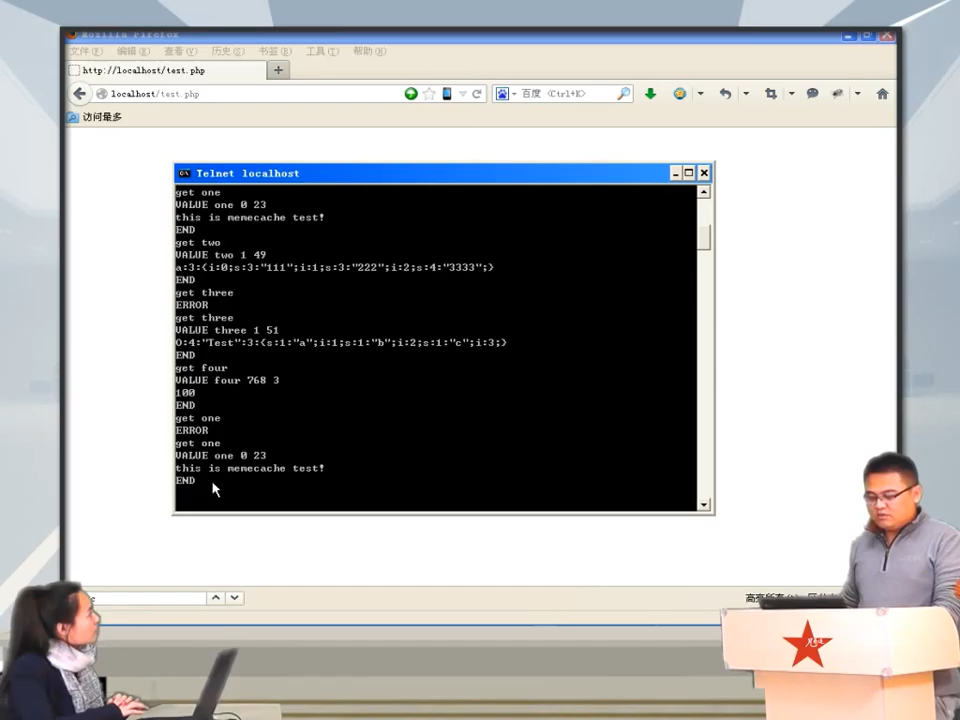 Mozilla Firefox
文件(F) 编辑(E) 查看(V) 历史(S) 书签(B) 工具(T) 帮助(H)
http://localhost/test.php
localhost/test.php
百度 <Ctrl+K>
访问最多
Telnet localhost
get one
VALUE one 0 23
this is memecache test!
END
get two
VALUE two 1 49
a:3:{i:0;s:3:"111";i:1;s:3:"222";i:2;s:4:"3333";}
END
get three
ERROR
get three
VALUE three 1 51
O:4:"Test":3:{s:1:"a";i:1;s:1:"b";i:2;s:1:"c";i:3;}
END
get four
VALUE four 768 3
100
END
get one
ERROR
get one
VALUE one 0 23
this is memecache test!
END